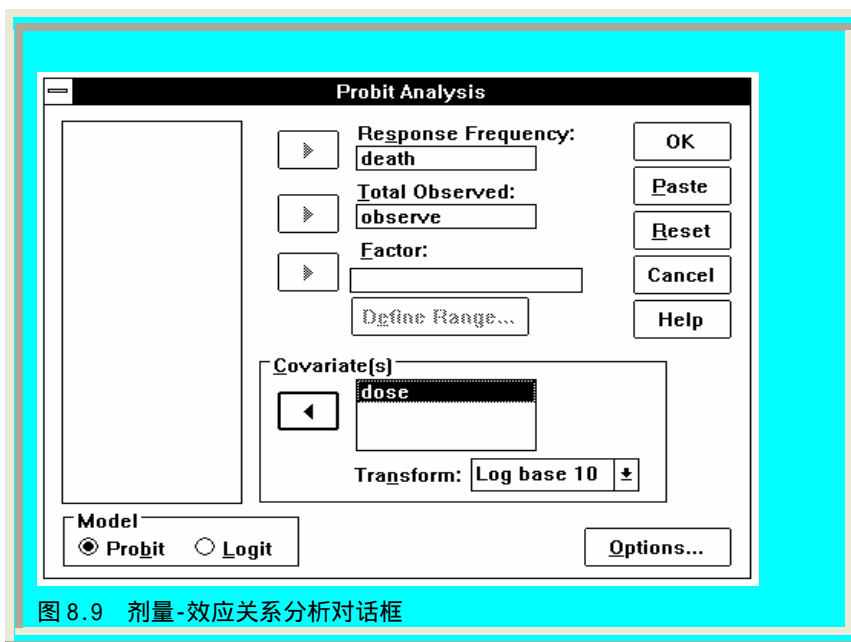 Probit Analysis
Response Frequency:
death
Total Observed:
observe
Factor:
Define Range...
OK
Paste
Reset
Cancel
Help
Covariate(s)
dose
Transform: Log base 10
Model
Probit Logit
Options...
图 8.9 剂量-效应关系分析对话框